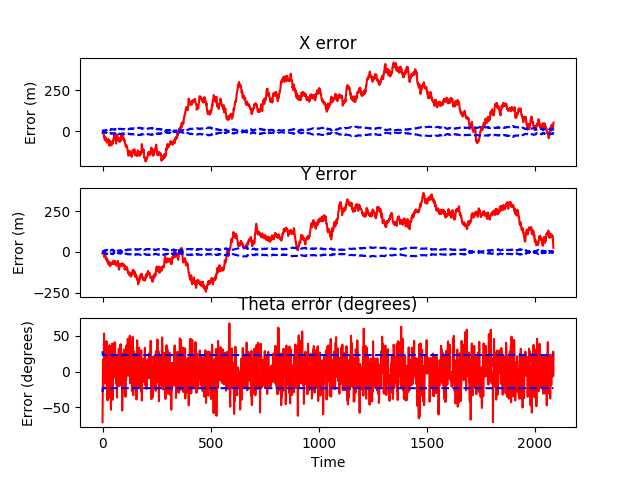 X error
250
0
Error (m)
Y error
250
0
−250
Error (m)
Theta error (degrees)
50
0
−50
Error (degrees)
0
500
1000
1500
2000
Time